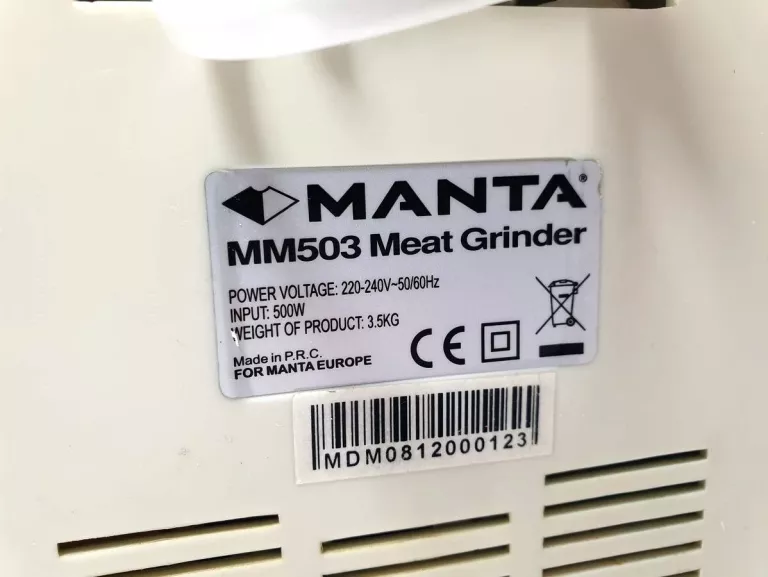 MANTA®
MM503 Meat Grinder
POWER VOLTAGE: 220-240V~50/60Hz
INPUT: 500W
WEIGHT OF PRODUCT: 3.5KG
Made in P.R.C.
FOR MANTA EUROPE
CE
MDM0812000123